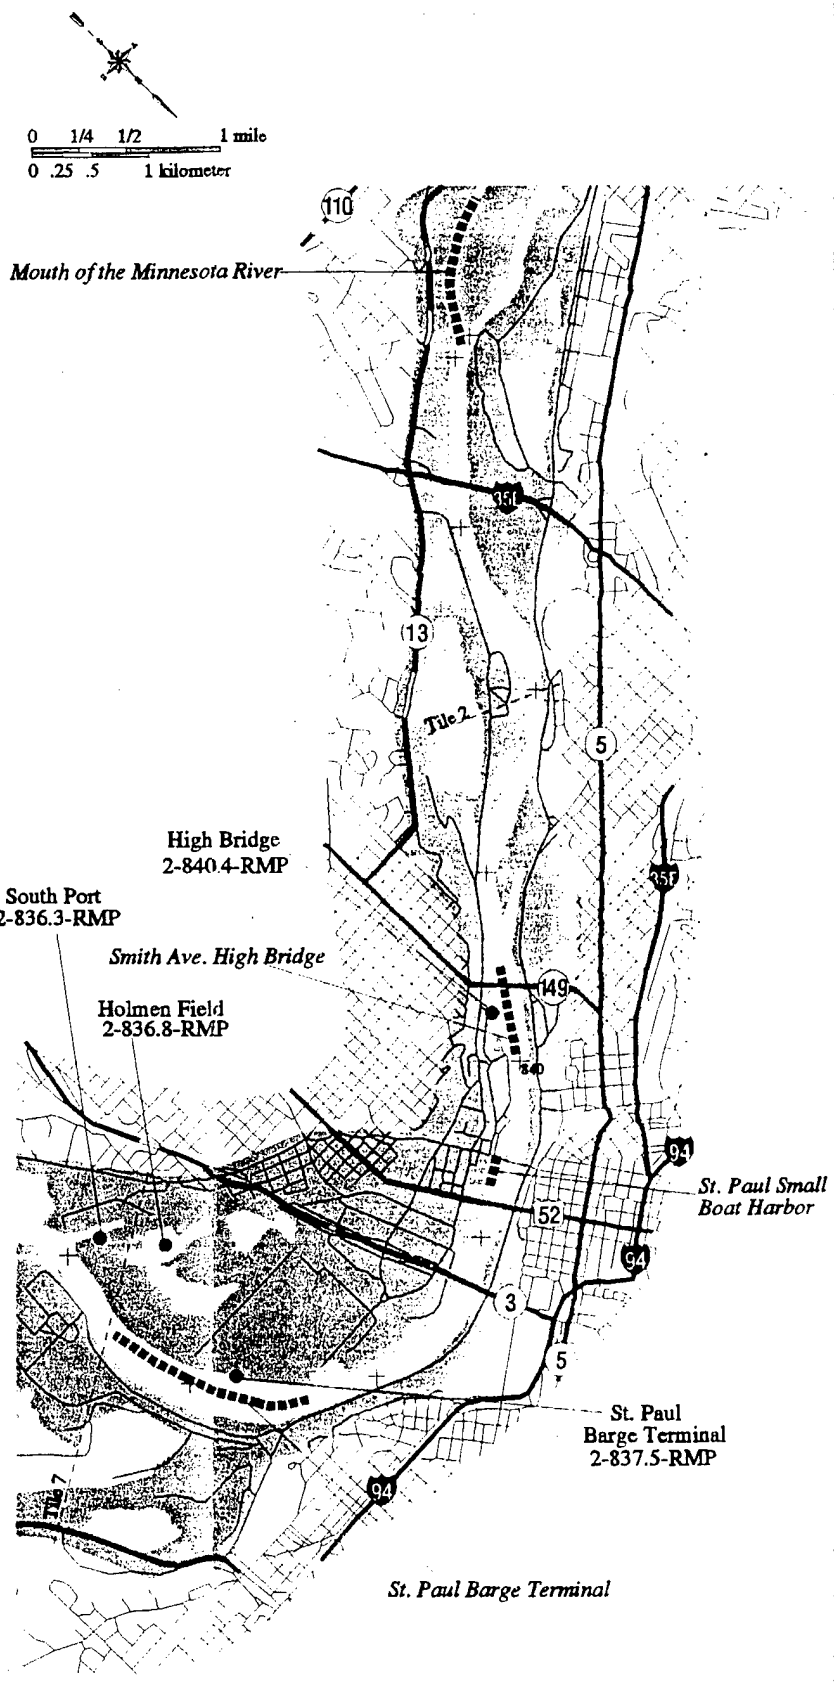 0 1/4 1/2 1 mile
0 .25 .5 1 kilometer
110
Mouth of the Minnesota River
35E
13
Tile 2
5
High Bridge
2-840.4-RMP
35E
South Port
2-836.3-RMP
Smith Ave. High Bridge
149
Holmen Field
2-836.8-RMP
840
94
St. Paul Small
Boat Harbor
52
94
3
5
St. Paul
Barge Terminal
2-837.5-RMP
Tile 7
94
St. Paul Barge Terminal